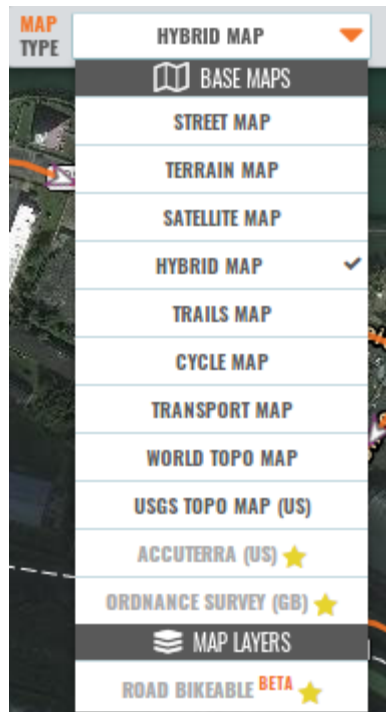 MAP
TYPE
HYBRID MAP
BASE MAPS
STREET MAP
TERRAIN MAP
SATELLITE MAP
HYBRID MAP
TRAILS MAP
CYCLE MAP
TRANSPORT MAP
WORLD TOPO MAP
USGS TOPO MAP (US)
ACCUTERRA (US)
ORDNANCE SURVEY (GB)
MAP LAYERS
ROAD BIKEABLE BETA